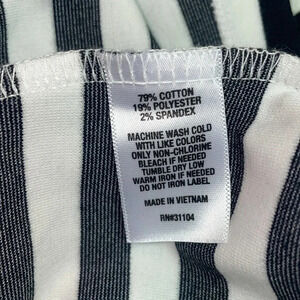 79% COTTON
19% POLYESTER
2% SPANDEX
MACHINE WASH COLD
WITH LIKE COLORS
ONLY NON-CHLORINE
BLEACH IF NEEDED
TUMBLE DRY LOW
WARM IRON IF NEEDED
DO NOT IRON LABEL
MADE IN VIETNAM
RN#31104